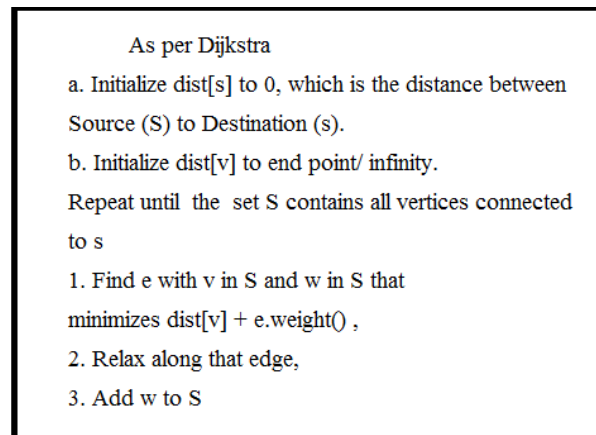 As per Dijkstra
a. Initialize dist[s] to 0, which is the distance between
Source (S) to Destination (s).
b. Initialize dist[v] to end point/ infinity.
Repeat until the set S contains all vertices connected
to s
1. Find e with v in S and w in S that
minimizes dist[v] + e.weight() ,
2. Relax along that edge,
3. Add w to S